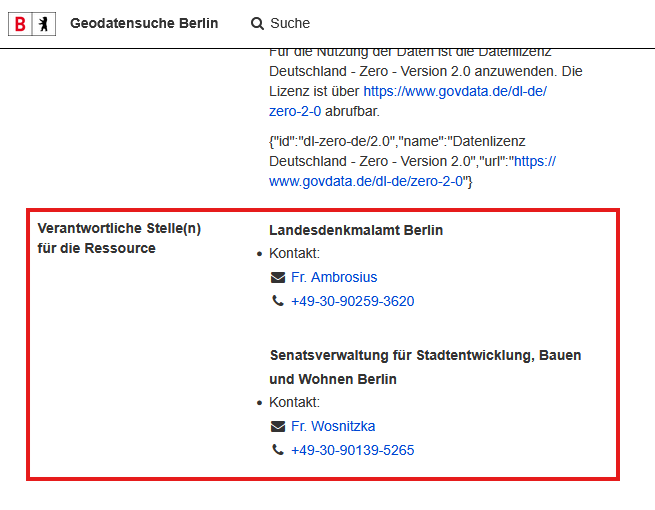 B
Geodatensuche Berlin
Suche
Für die Nutzung der Daten ist die Datenlizenz
Deutschland - Zero - Version 2.0 anzuwenden. Die
Lizenz ist über https://www.govdata.de/dl-de/
zero-2-0 abrufbar.
{"id":"dl-zero-de/2.0","name":"Datenlizenz
Deutschland - Zero - Version 2.0","url":"https://
www.govdata.de/dl-de/zero-2-0"}
Verantwortliche Stelle(n)
für die Ressource
Landesdenkmalamt Berlin
• Kontakt:
Fr. Ambrosius
+49-30-90259-3620
Senatsverwaltung für Stadtentwicklung, Bauen
und Wohnen Berlin
• Kontakt:
Fr. Wosnitzka
+49-30-90139-5265